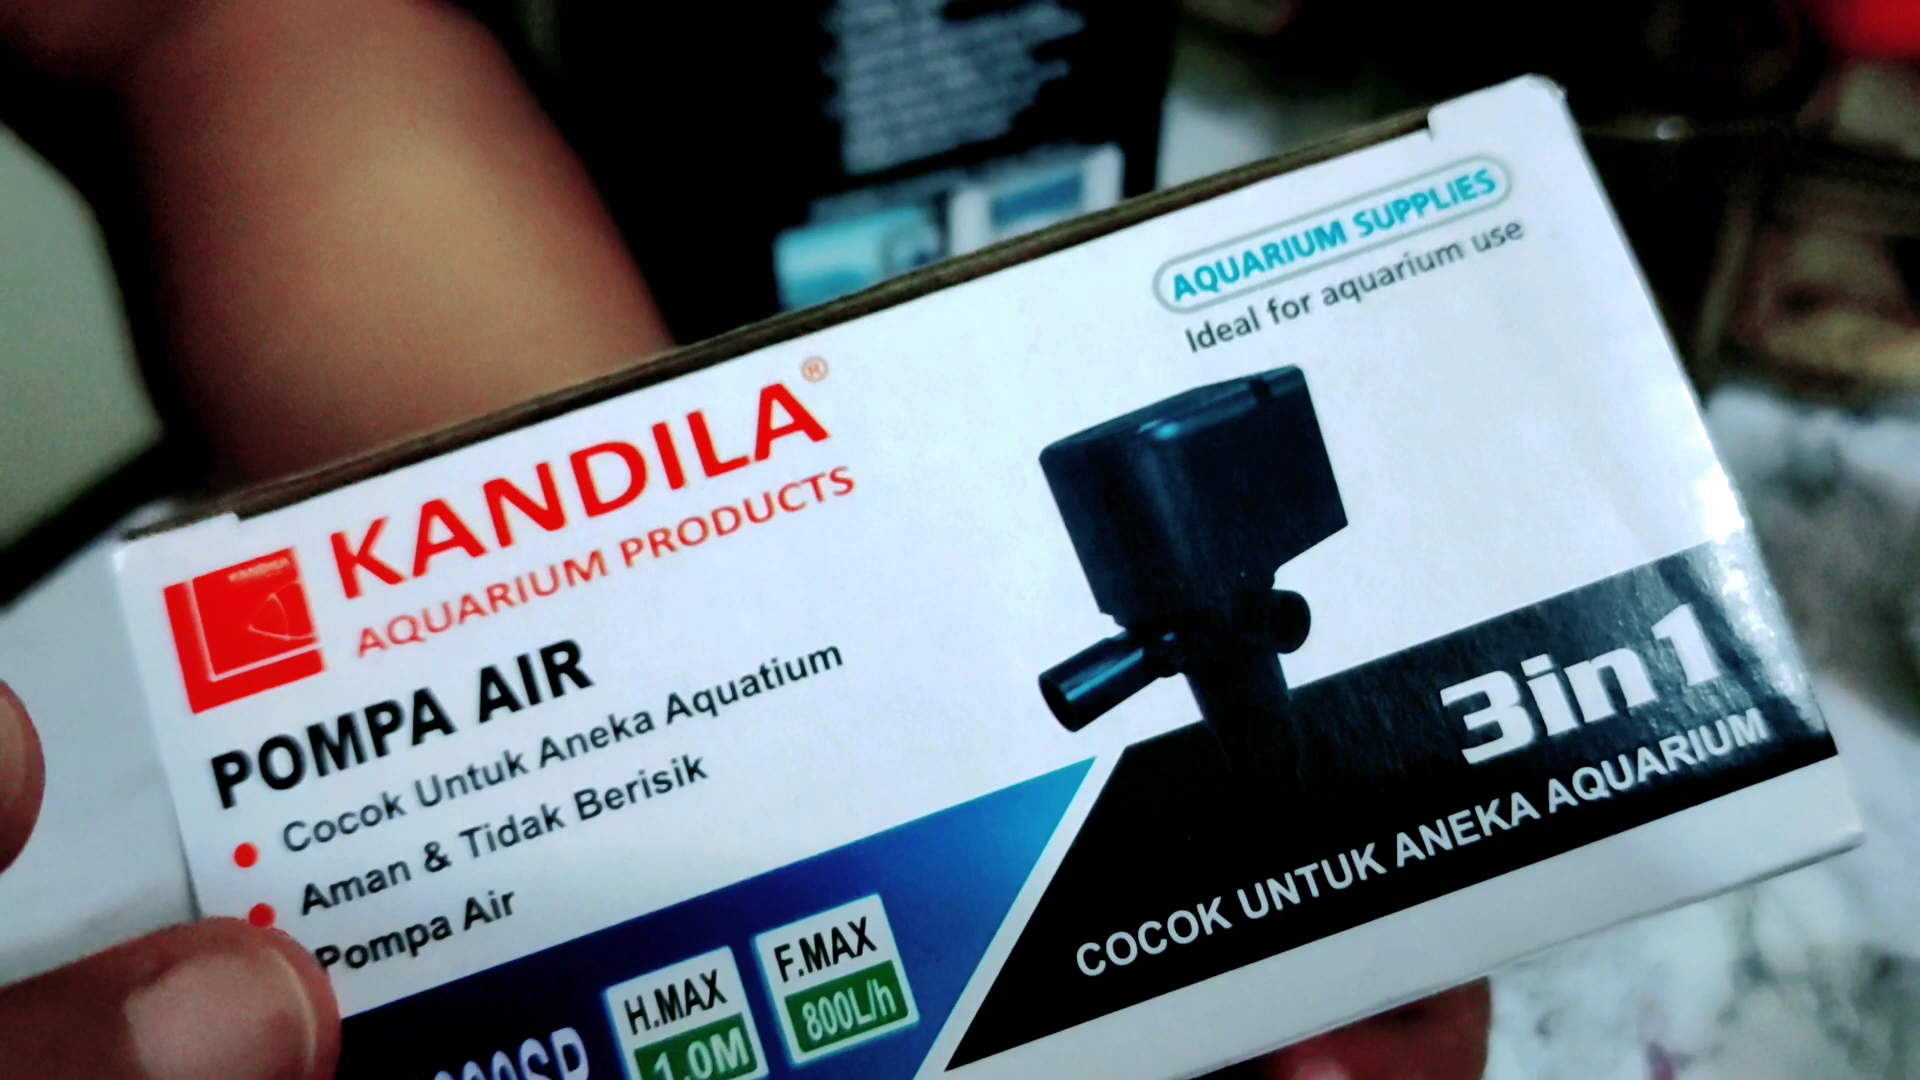 AQUARIUM SUPPLIES
Ideal for aquarium use
KANDILA®
AQUARIUM PRODUCTS
POMPA AIR
Cocok Untuk Aneka Aquatium
Aman & Tidak Berisik
Pompa Air
H.MAX
1.0M
F.MAX
800L/h
3in1
COCOK UNTUK ANEKA AQUARIUM